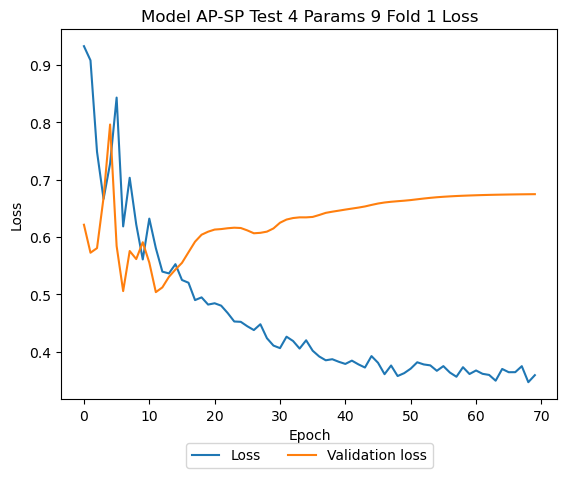 Model AP-SP Test 4 Params 9 Fold 1 Loss
0.9
0.8
0.7
0.6
0.5
0.4
Loss
0 10 20 30 40 50 60 70
Epoch
Loss Validation loss